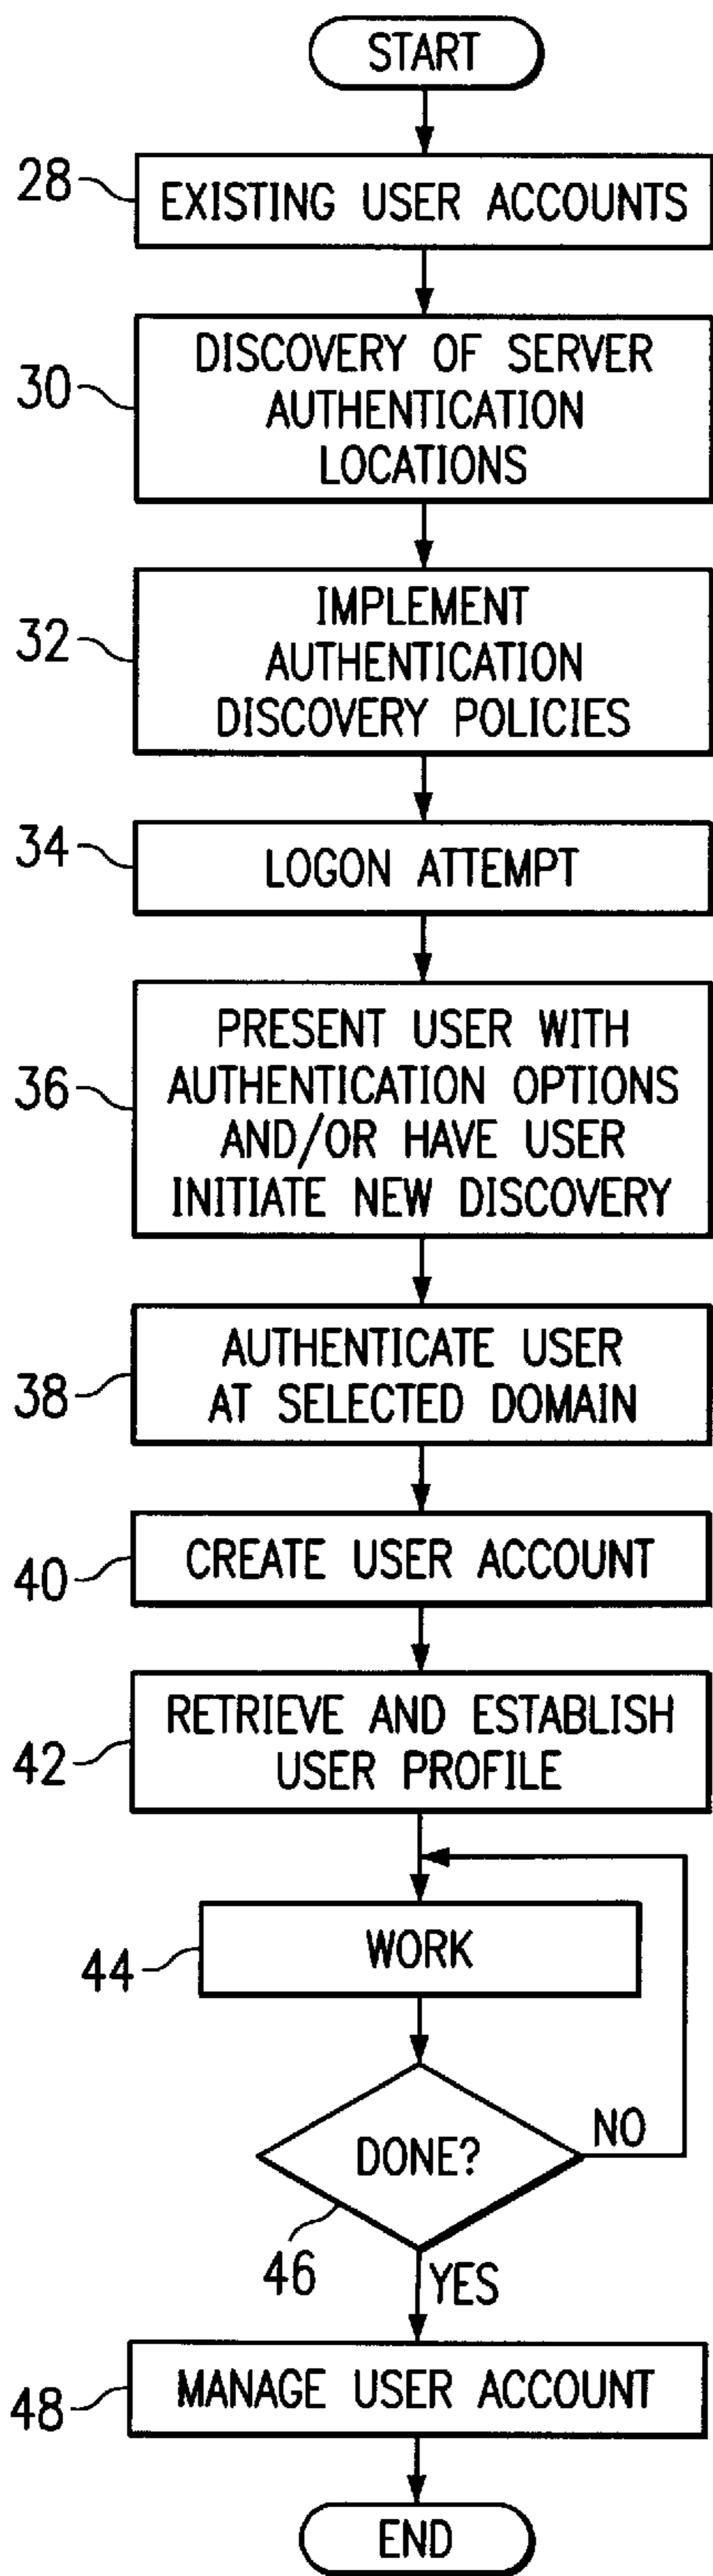 START
28
EXISTING USER ACCOUNTS
30
DISCOVERY OF SERVER
AUTHENTICATION
LOCATIONS
32
IMPLEMENT
AUTHENTICATION
DISCOVERY POLICIES
34
LOGON ATTEMPT
36
PRESENT USER WITH
AUTHENTICATION OPTIONS
AND/OR HAVE USER
INITIATE NEW DISCOVERY
38
AUTHENTICATE USER
AT SELECTED DOMAIN
40
CREATE USER ACCOUNT
42
RETRIEVE AND ESTABLISH
USER PROFILE
44
WORK
DONE?
NO
46
YES
48
MANAGE USER ACCOUNT
END